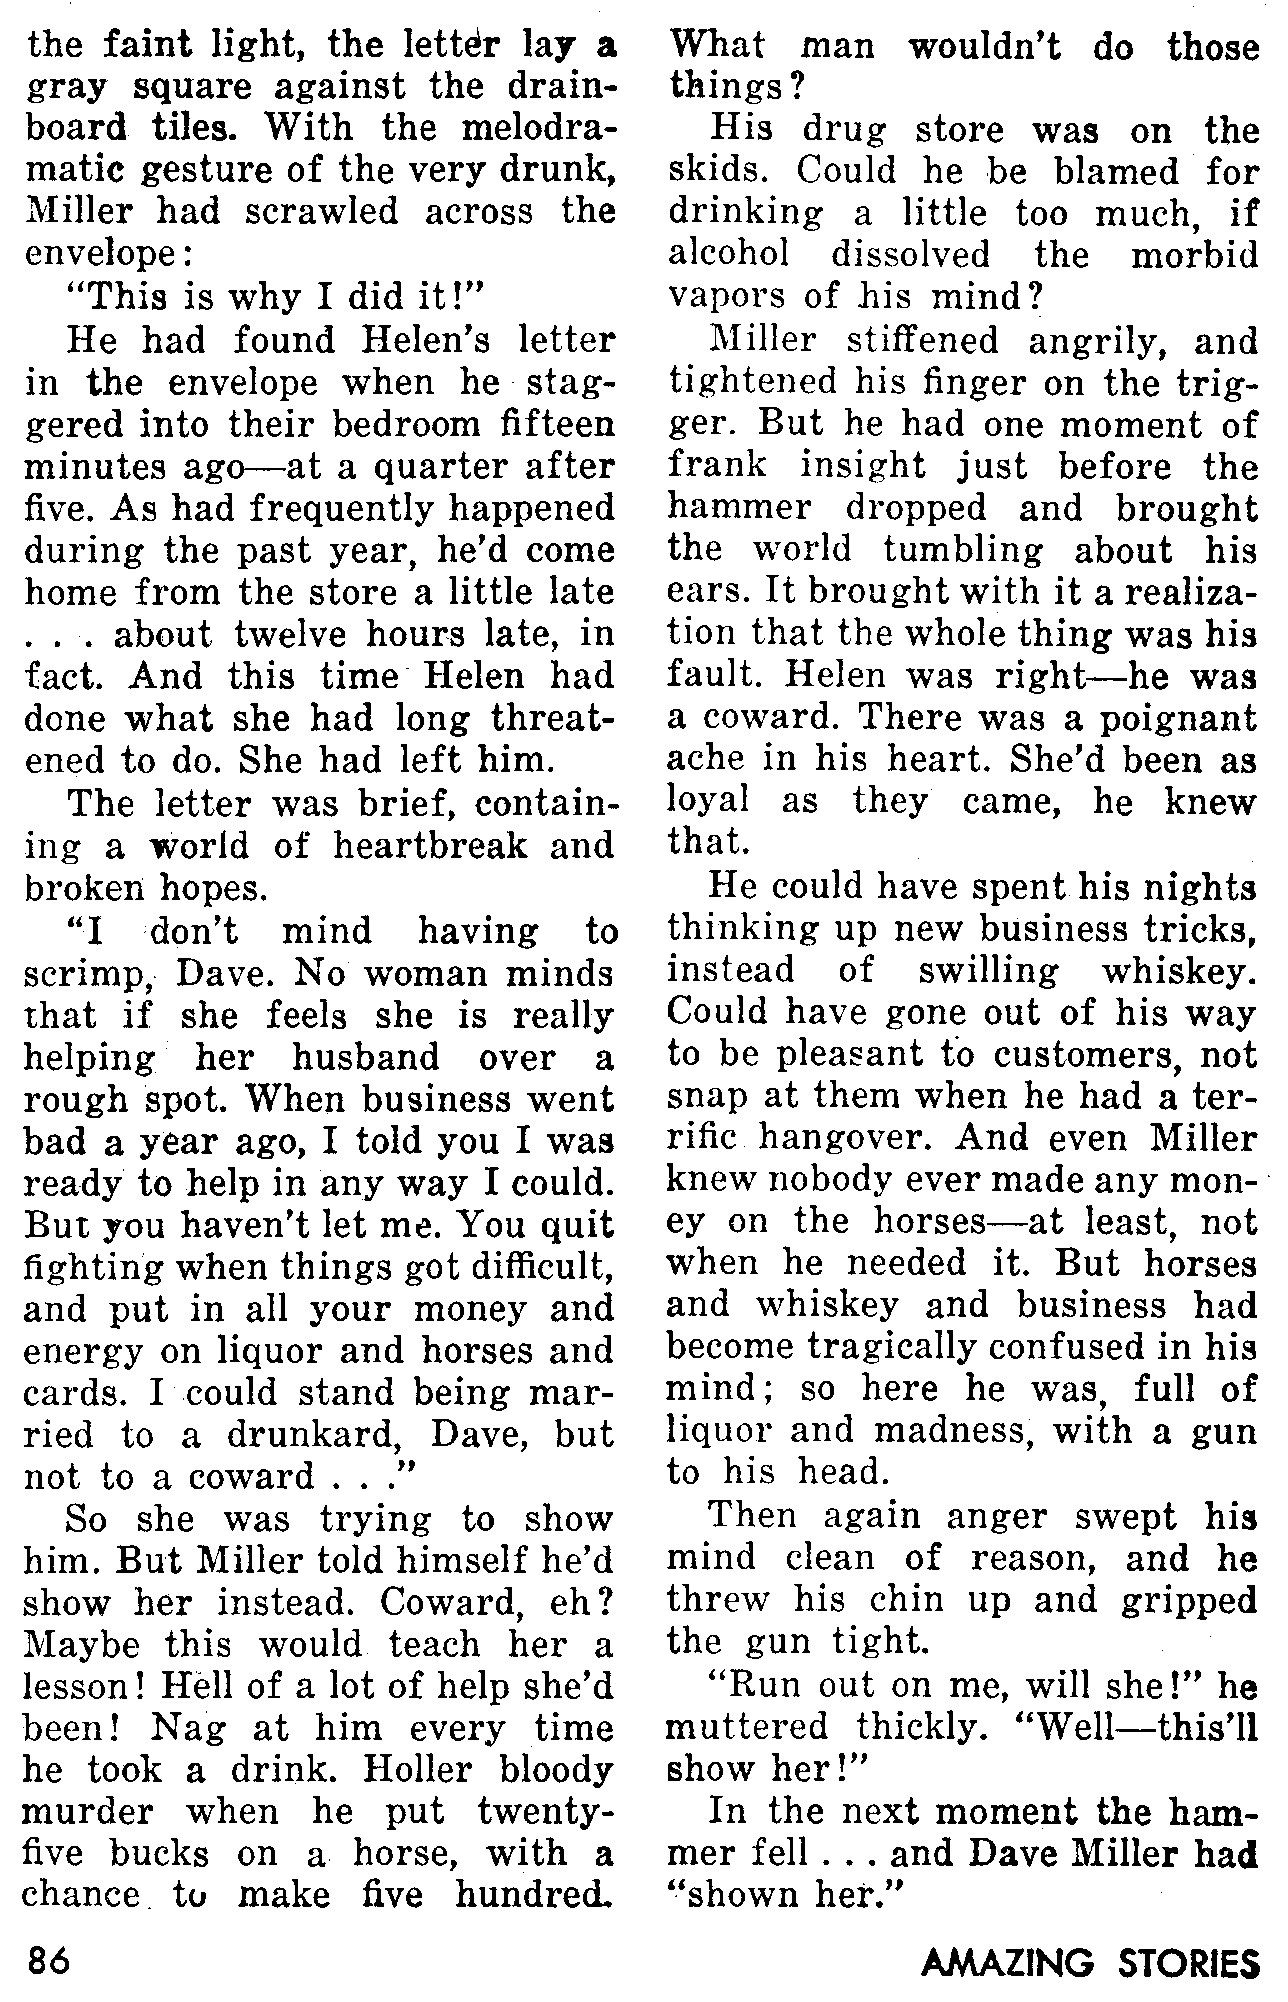 the faint light, the letter lay a
gray square against the drain-
board tiles. With the melodra-
matic gesture of the very drunk,
Miller had scrawled across the
envelope:
"This is why I did it!"
He had found Helen's letter
in the envelope when he stag-
gered into their bedroom fifteen
minutes ago—at a quarter after
five. As had frequently happened
during the past year, he'd come
home from the store a little late
. . . about twelve hours late, in
fact. And this time Helen had
done what she had long threat-
ened to do. She had left him.
The letter was brief, contain-
ing a world of heartbreak and
broken hopes.
"I don't mind having to
scrimp, Dave. No woman minds
that if she feels she is really
helping her husband over a
rough spot. When business went
bad a year ago, I told you I was
ready to help in any way I could.
But you haven't let me. You quit
fighting when things got difficult,
and put in all your money and
energy on liquor and horses and
cards. I could stand being mar-
ried to a drunkard, Dave, but
not to a coward . . ."
So she was trying to show
him. But Miller told himself he'd
show her instead. Coward, eh?
Maybe this would teach her a
lesson! Hell of a lot of help she'd
been! Nag at him every time
he took a drink. Holler bloody
murder when he put twenty-
five bucks on a horse, with a
chance to make five hundred.
What man wouldn't do those
things?
His drug store was on the
skids. Could he be blamed for
drinking a little too much, if
alcohol dissolved the morbid
vapors of his mind?
Miller stiffened angrily, and
tightened his finger on the trig-
ger. But he had one moment of
frank insight just before the
hammer dropped and brought
the world tumbling about his
ears. It brought with it a realiza-
tion that the whole thing was his
fault. Helen was right—he was
a coward. There was a poignant
ache in his heart. She'd been as
loyal as they came, he knew
that.
He could have spent his nights
thinking up new business tricks,
instead of swilling whiskey.
Could have gone out of his way
to be pleasant to customers, not
snap at them when he had a ter-
rific hangover. And even Miller
knew nobody ever made any mon-
ey on the horses—at least, not
when he needed it. But horses
and whiskey and business had
become tragically confused in his
mind; so here he was, full of
liquor and madness, with a gun
to his head.
Then again anger swept his
mind clean of reason, and he
threw his chin up and gripped
the gun tight.
"Run out on me, will she!" he
muttered thickly. "Well—this'll
show her!"
In the next moment the ham-
mer fell . . . and Dave Miller had
"shown her."
86
AMAZING STORIES